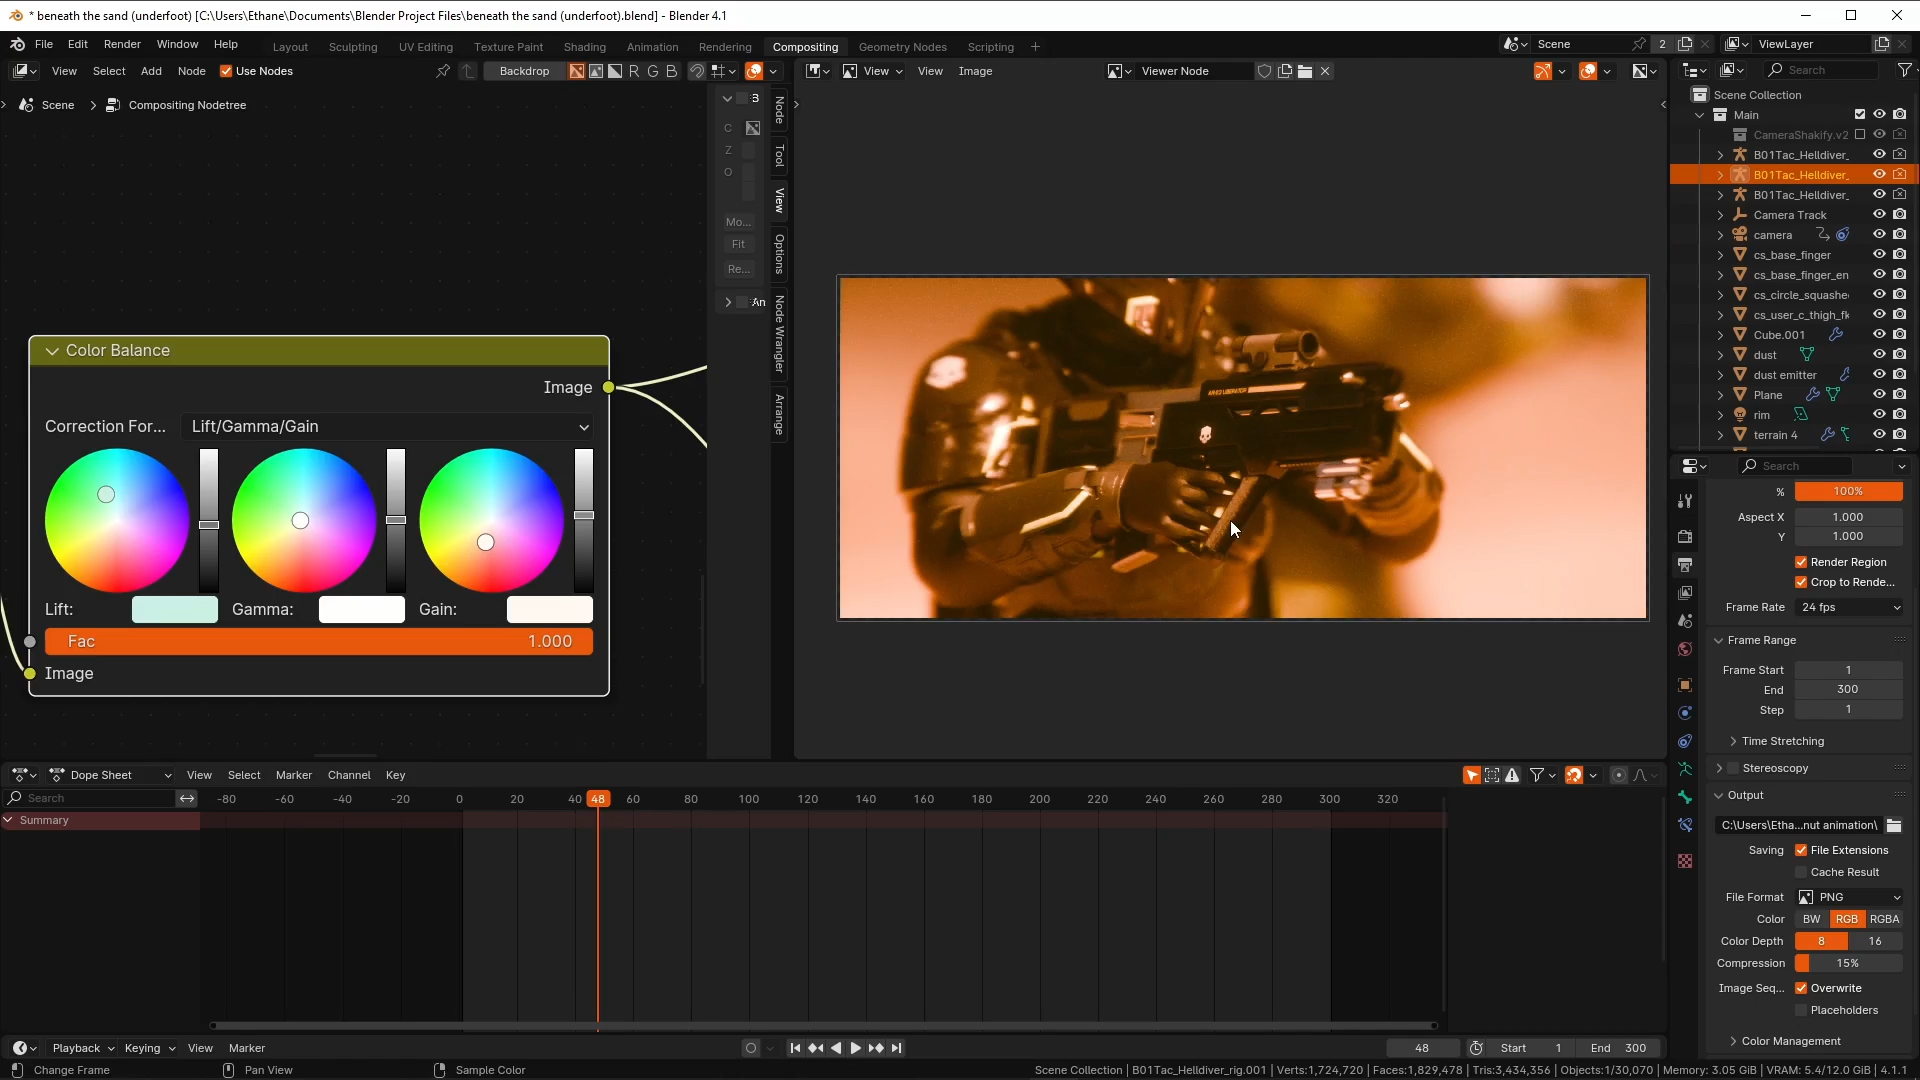 * beneath the sand (underfoot) [C:\Users\Ethane\Documents\Blender Project Files\beneath the sand (underfoot).blend] - Blender 4.1
File Edit Render Window Help
Layout Sculpting UV Editing Texture Paint Shading Animation Rendering Compositing Geometry Nodes Scripting +
Scene 2
ViewLayer
View Select Add Node Use Nodes
Backdrop R G B
View View Image
Viewer Node
Search
Scene > Compositing Nodetree
Scene Collection
Main
CameraShakify.v2
B01Tac_Helldiver_
B01Tac_Helldiver_
B01Tac_Helldiver_
Camera Track
camera
cs_base_finger
cs_base_finger_en
cs_circle_squashe
cs_user_c_thigh_fk
Cube.001
dust
dust emitter
Plane
rim
terrain 4
C
Z
O
Mo...
Fit
Re...
An
Node
Tool
View
Options
Node Wrangler
Arrange
Color Balance
Image
Correction For... Lift/Gamma/Gain
Lift: Gamma: Gain:
Fac 1.000
Image
Search
% 100%
Aspect X 1.000
Y 1.000
Render Region
Crop to Rende...
Frame Rate 24 fps
Frame Range
Frame Start 1
End 300
Step 1
Time Stretching
Stereoscopy
Output
C:\Users\Etha...nut animation\
Saving File Extensions
Cache Result
File Format PNG
Color BW RGB RGBA
Color Depth 8 16
Compression 15%
Image Seq... Overwrite
Placeholders
Color Management
Dope Sheet View Select Marker Channel Key
Search
-80 -60 -40 -20 0 20 40 48 60 80 100 120 140 160 180 200 220 240 260 280 300 320
Summary
Playback Keying View Marker
48 Start 1 End 300
Change Frame Pan View Sample Color
Scene Collection | B01Tac_Helldiver_rig.001 | Verts:1,724,720 | Faces:1,829,478 | Tris:3,434,356 | Objects:1/30,070 | Memory: 3.05 GiB | VRAM: 5.4/12.0 GiB | 4.1.1